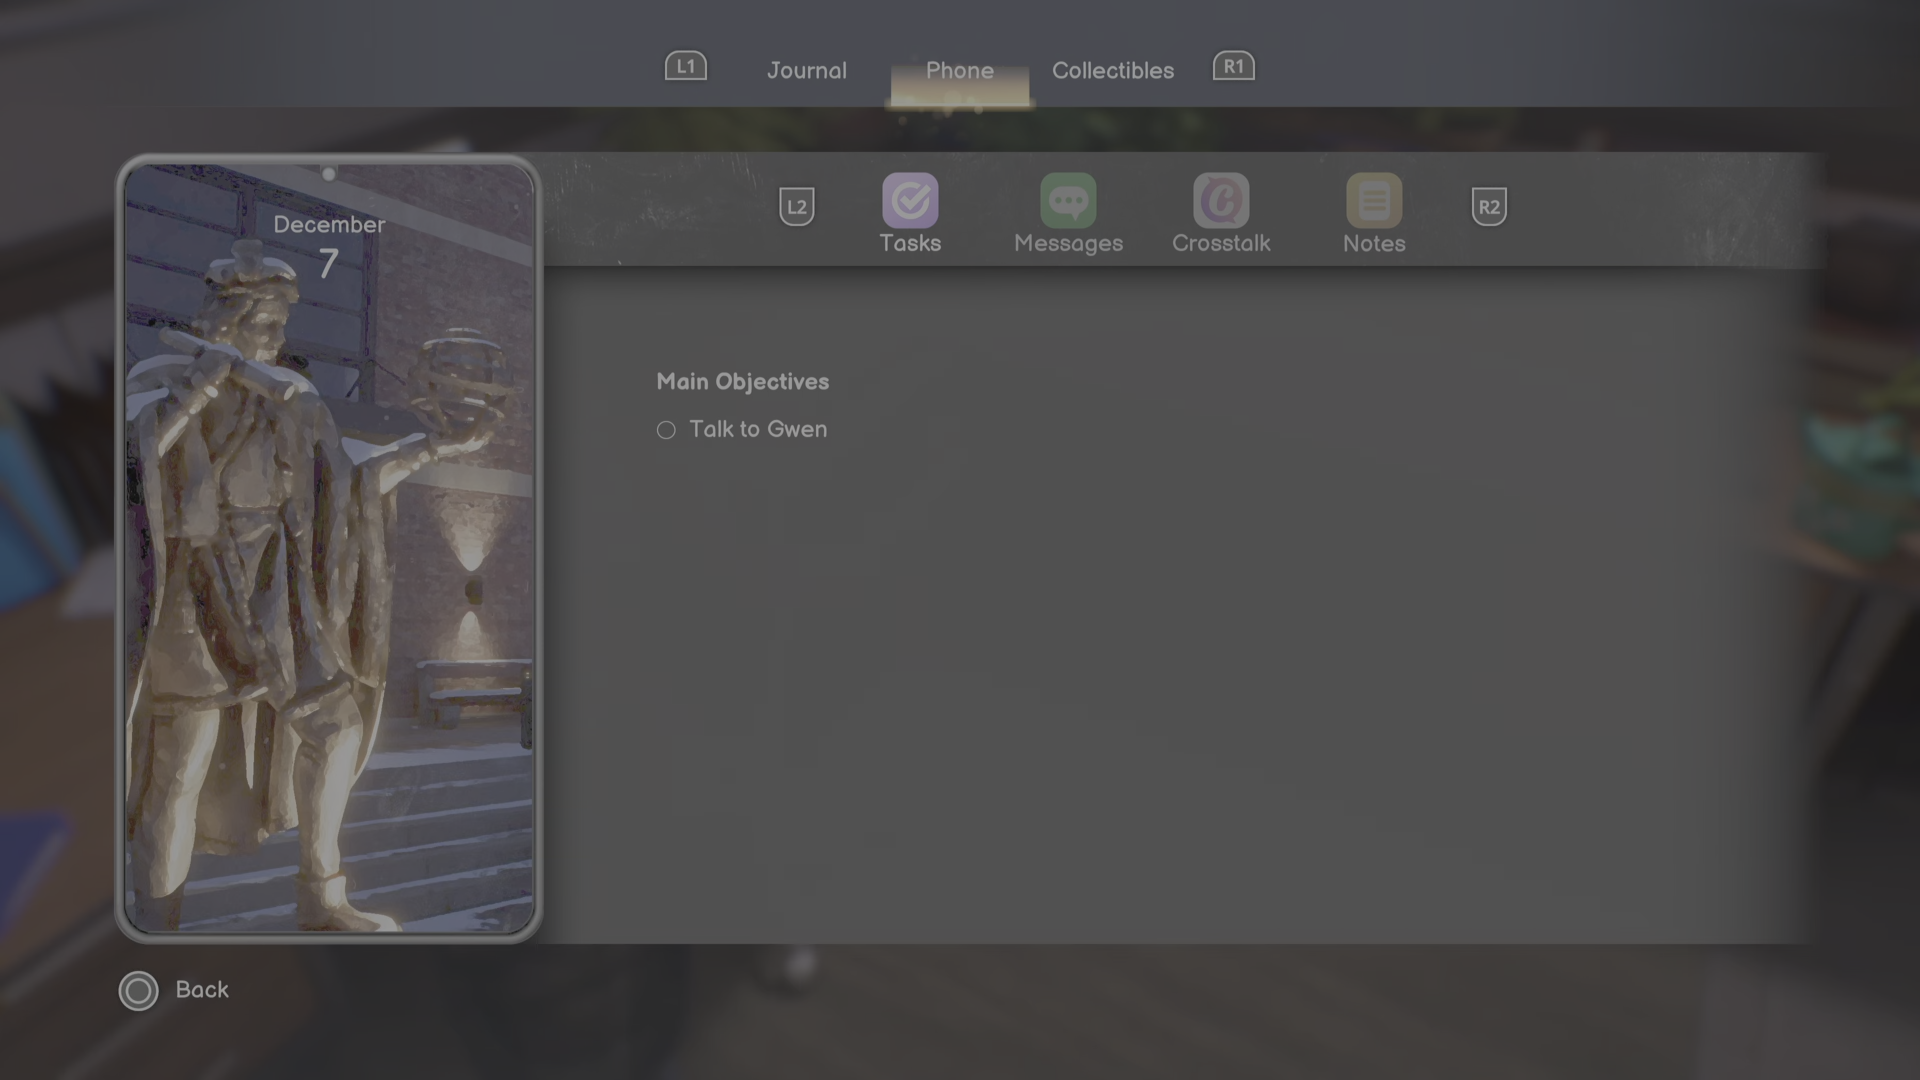 L1 Journal Phone Collectibles R1
December
7
L2 Tasks Messages Crosstalk Notes R2
Main Objectives
Talk to Gwen
Back